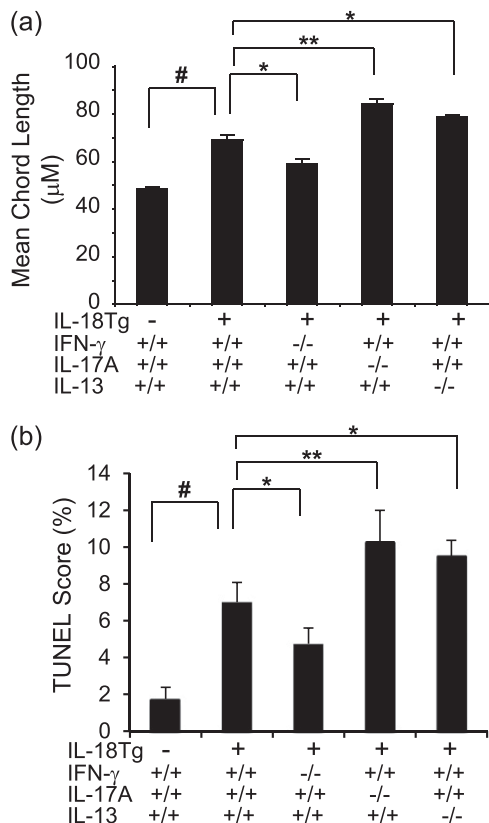 (a)
*
**
# *
Mean Chord Length
(μM)
100
80
60
40
20
0
IL-18Tg - + + + +
IFN-γ +/+ +/+ -/- +/+ +/+
IL-17A +/+ +/+ +/+ -/- +/+
IL-13 +/+ +/+ +/+ +/+ -/-
(b)
*
**
# *
TUNEL Score (%)
14
12
10
8
6
4
2
0
IL-18Tg - + + + +
IFN-γ +/+ +/+ -/- +/+ +/+
IL-17A +/+ +/+ +/+ -/- +/+
IL-13 +/+ +/+ +/+ +/+ -/-